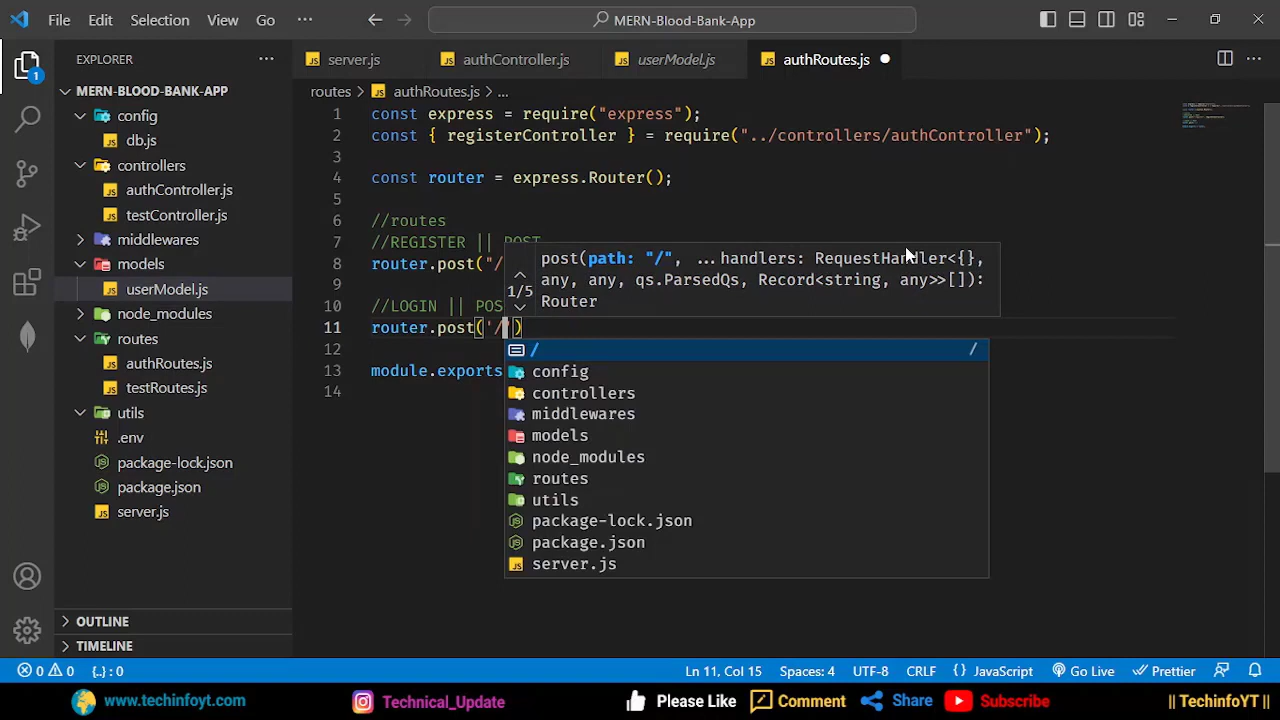 File Edit Selection View Go ··· MERN-Blood-Bank-App
EXPLORER ···
server.js authController.js userModel.js authRoutes.js
1
MERN-BLOOD-BANK-APP
config
db.js
controllers
authController.js
testController.js
middlewares
models
userModel.js
node_modules
routes
authRoutes.js
testRoutes.js
utils
.env
package-lock.json
package.json
server.js
OUTLINE
TIMELINE
routes > authRoutes.js > ...
1 const express = require("express");
2 const { registerController } = require("../controllers/authController");
3
4 const router = express.Router();
5
6 //routes
7 //REGISTER || POST
8 router.post("/
9
10 //LOGIN || POS
11 router.post('/')
12
13 module.exports
14
post(path: "/", ...handlers: RequestHandler<{},
1/5 any, any, qs.ParsedQs, Record<string, any>>[]):
Router
/ /
config
controllers
middlewares
models
node_modules
routes
utils
package-lock.json
package.json
server.js
0 0 {..} : 0 Ln 11, Col 15 Spaces: 4 UTF-8 CRLF {} JavaScript Go Live Prettier
www.techinfoyt.com Technical_Update Please Like Comment Share Subscribe || TechinfoYT ||